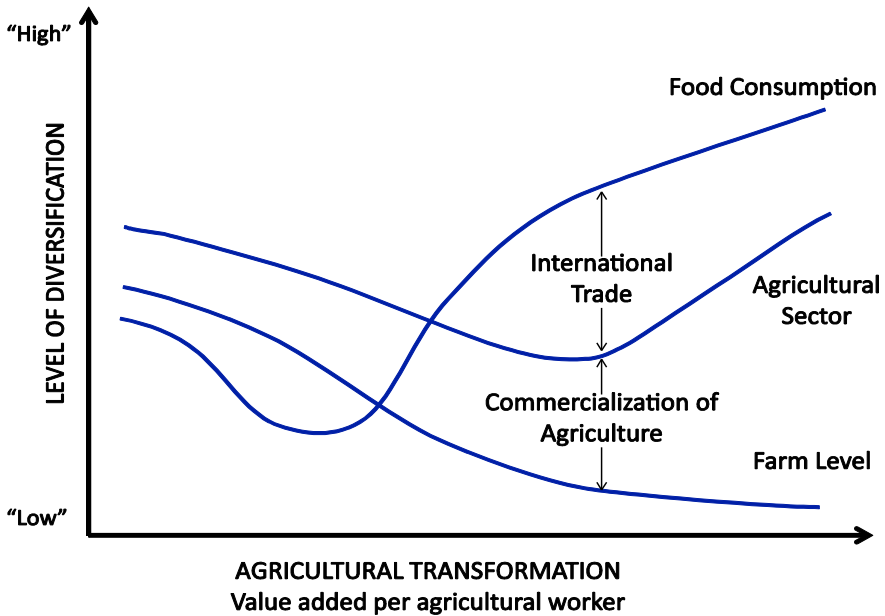 “High”
Food Consumption
LEVEL OF DIVERSIFICATION
International
Trade
Agricultural
Sector
Commercialization of
Agriculture
Farm Level
“Low”
AGRICULTURAL TRANSFORMATION
Value added per agricultural worker